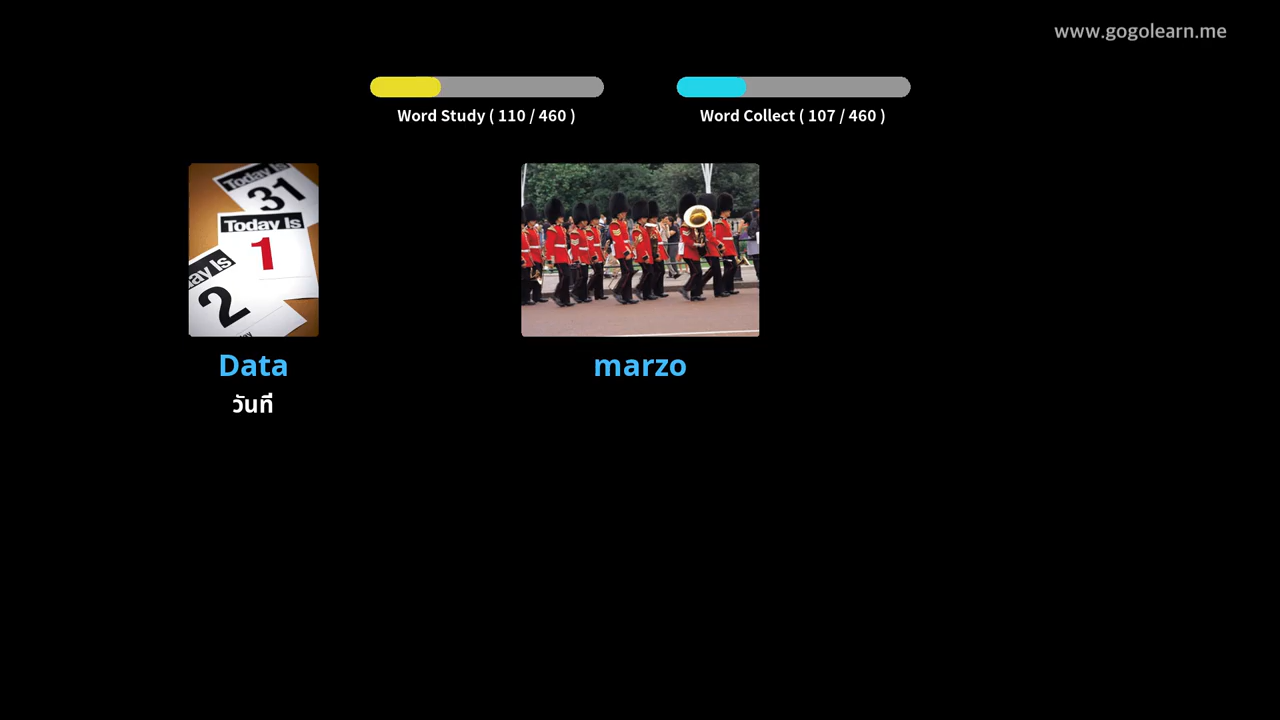 www.gogolearn.me
Word Study ( 110 / 460 )
Word Collect ( 107 / 460 )
Today Is
31
Today Is
1
ay Is
2
Data
วันที่
marzo